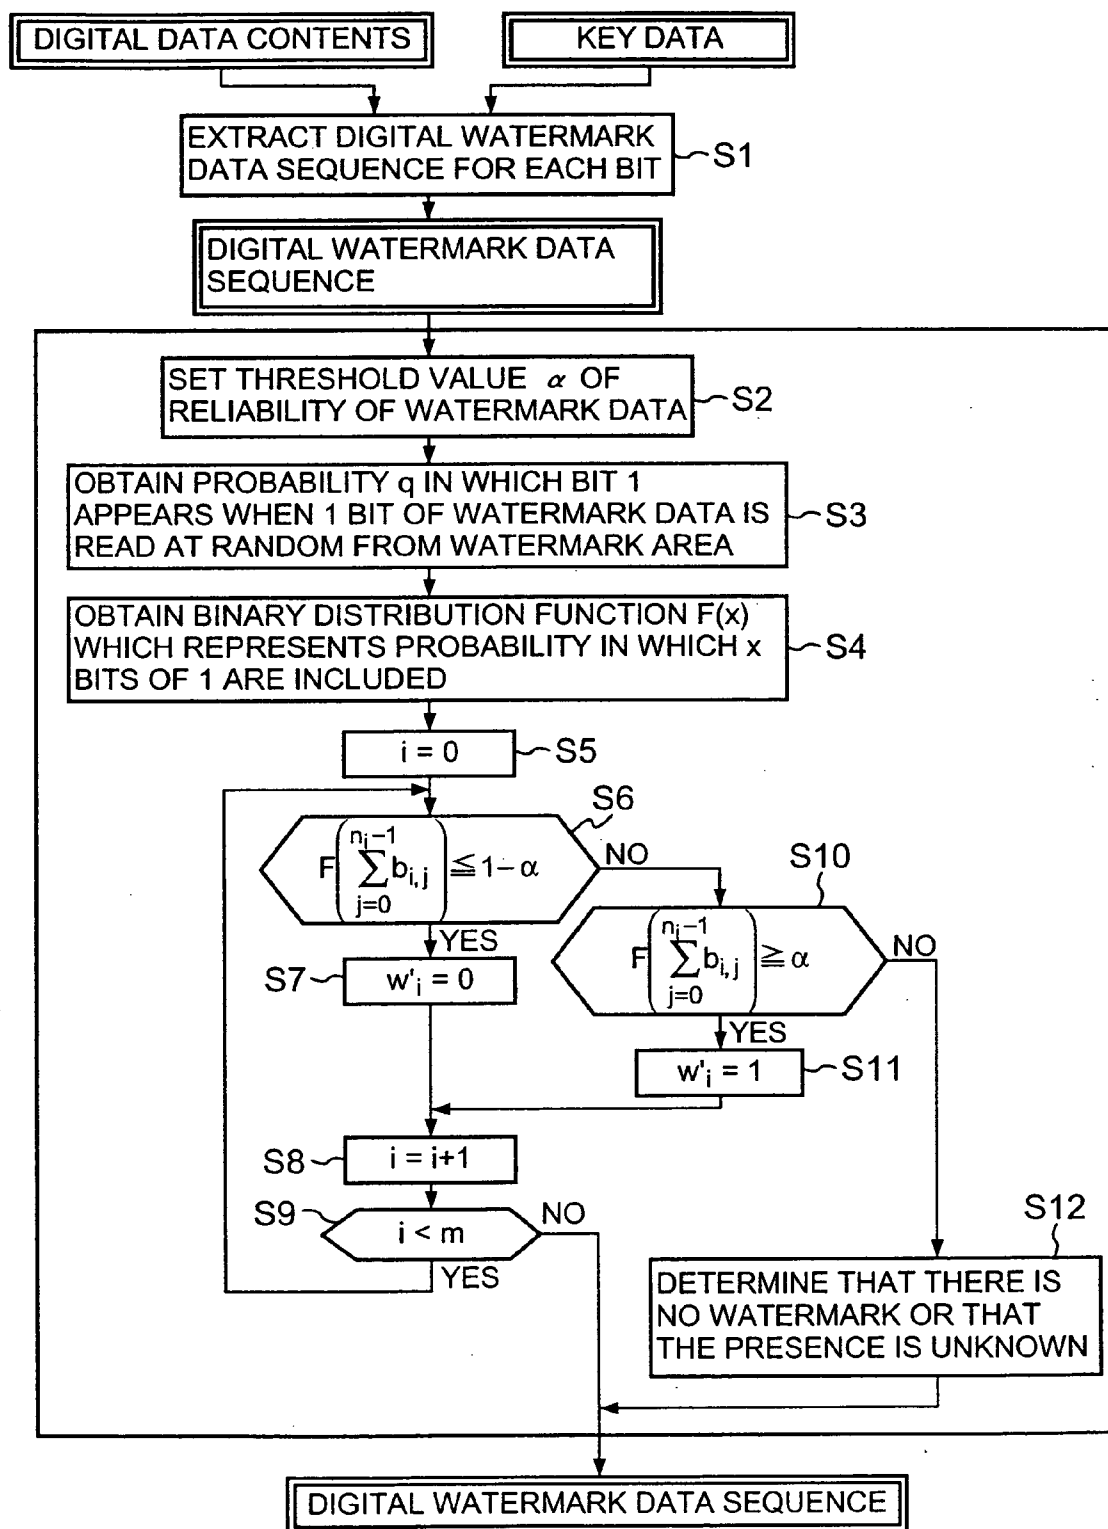 DIGITAL DATA CONTENTS
KEY DATA
EXTRACT DIGITAL WATERMARK
DATA SEQUENCE FOR EACH BIT
S1
DIGITAL WATERMARK DATA
SEQUENCE
SET THRESHOLD VALUE α OF
RELIABILITY OF WATERMARK DATA
S2
OBTAIN PROBABILITY q IN WHICH BIT 1
APPEARS WHEN 1 BIT OF WATERMARK DATA IS
READ AT RANDOM FROM WATERMARK AREA
S3
OBTAIN BINARY DISTRIBUTION FUNCTION F(x)
WHICH REPRESENTS PROBABILITY IN WHICH x
BITS OF 1 ARE INCLUDED
S4
i = 0
S5
S6
F(∑_{j=0}^{n_i−1} b_{i,j}) ≦ 1−α
NO
YES
S10
F(∑_{j=0}^{n_i−1} b_{i,j}) ≧ α
NO
YES
S7
w'_i = 0
w'_i = 1
S11
S8
i = i+1
S9
i < m
NO
YES
S12
DETERMINE THAT THERE IS
NO WATERMARK OR THAT
THE PRESENCE IS UNKNOWN
DIGITAL WATERMARK DATA SEQUENCE